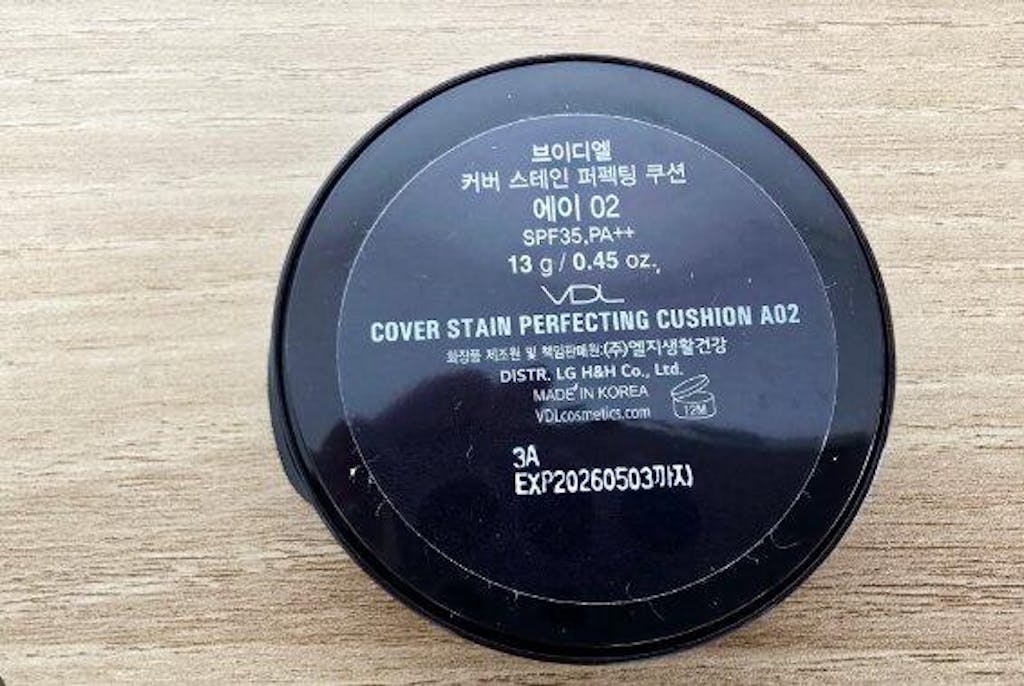 브이디엘
커버 스테인 퍼펙팅 쿠션
에이 02
SPF35,PA++
13 g / 0.45 oz.
VDL
COVER STAIN PERFECTING CUSHION A02
화장품 제조원 및 책임판매원:(주)엘지생활건강
DISTR. LG H&H Co., Ltd.
MADE IN KOREA
VDLcosmetics.com
12M
3A
EXP20260503까지